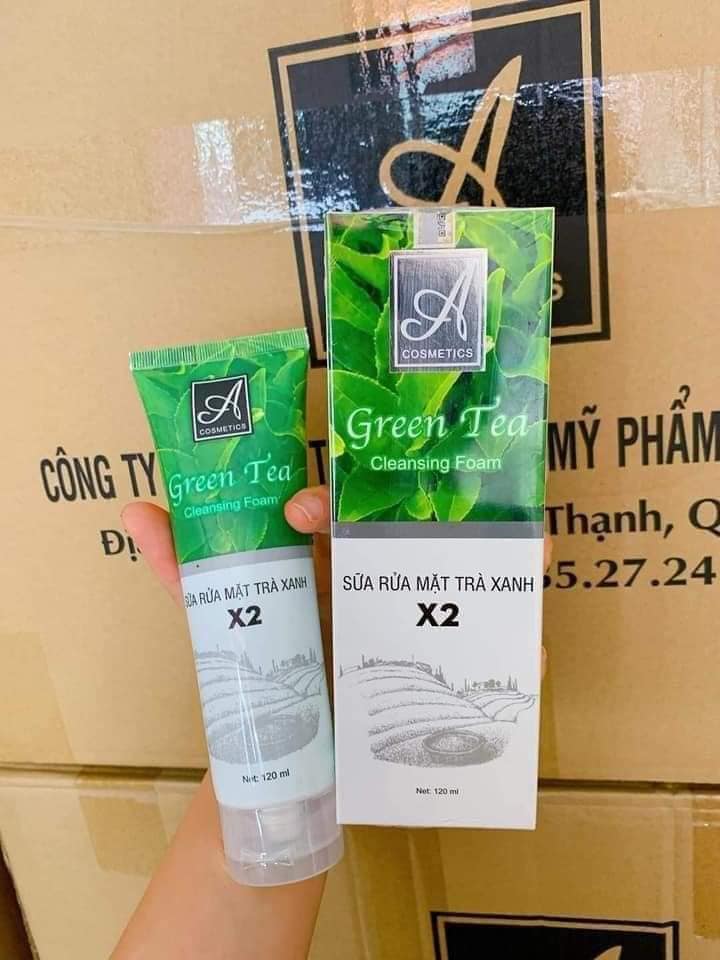 A
COSMETICS
Green Tea
Cleansing Foam
SỮA RỬA MẶT TRÀ XANH
X2
Net: 120 ml
A
COSMETICS
Green Tea
Cleansing Foam
SỮA RỬA MẶT TRÀ XANH
X2
Net: 120 ml
A
CÔNG TY
MỸ PHẨM
Thạnh, Q
35.27.24